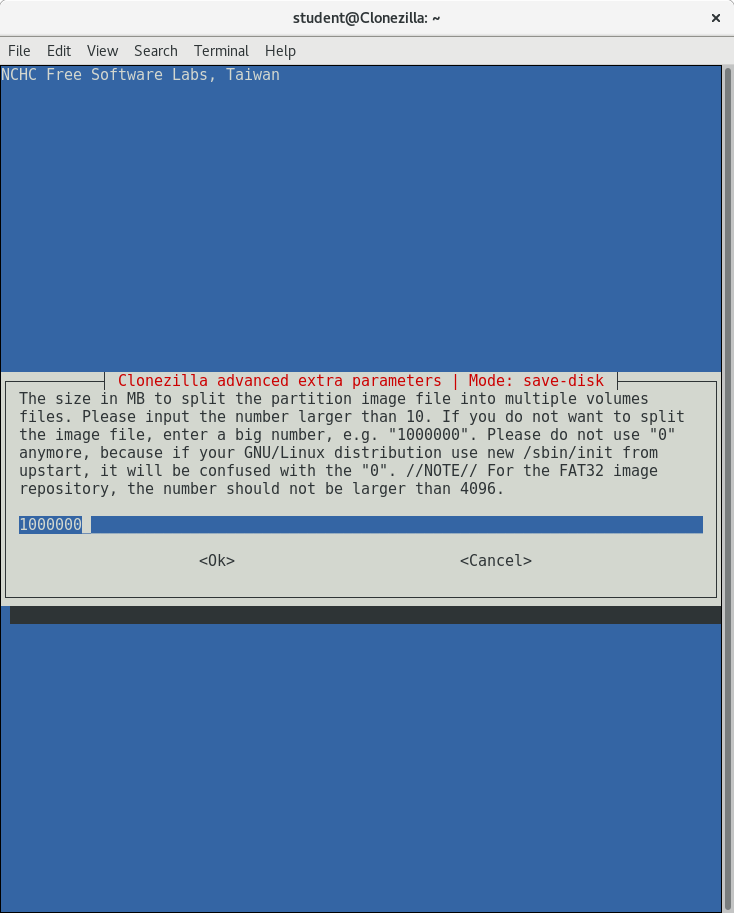 student@Clonezilla: ~
File Edit View Search Terminal Help
NCHC Free Software Labs, Taiwan
Clonezilla advanced extra parameters | Mode: save-disk
The size in MB to split the partition image file into multiple volumes
files. Please input the number larger than 10. If you do not want to split
the image file, enter a big number, e.g. "1000000". Please do not use "0"
anymore, because if your GNU/Linux distribution use new /sbin/init from
upstart, it will be confused with the "0". //NOTE// For the FAT32 image
repository, the number should not be larger than 4096.
1000000
<Ok> <Cancel>